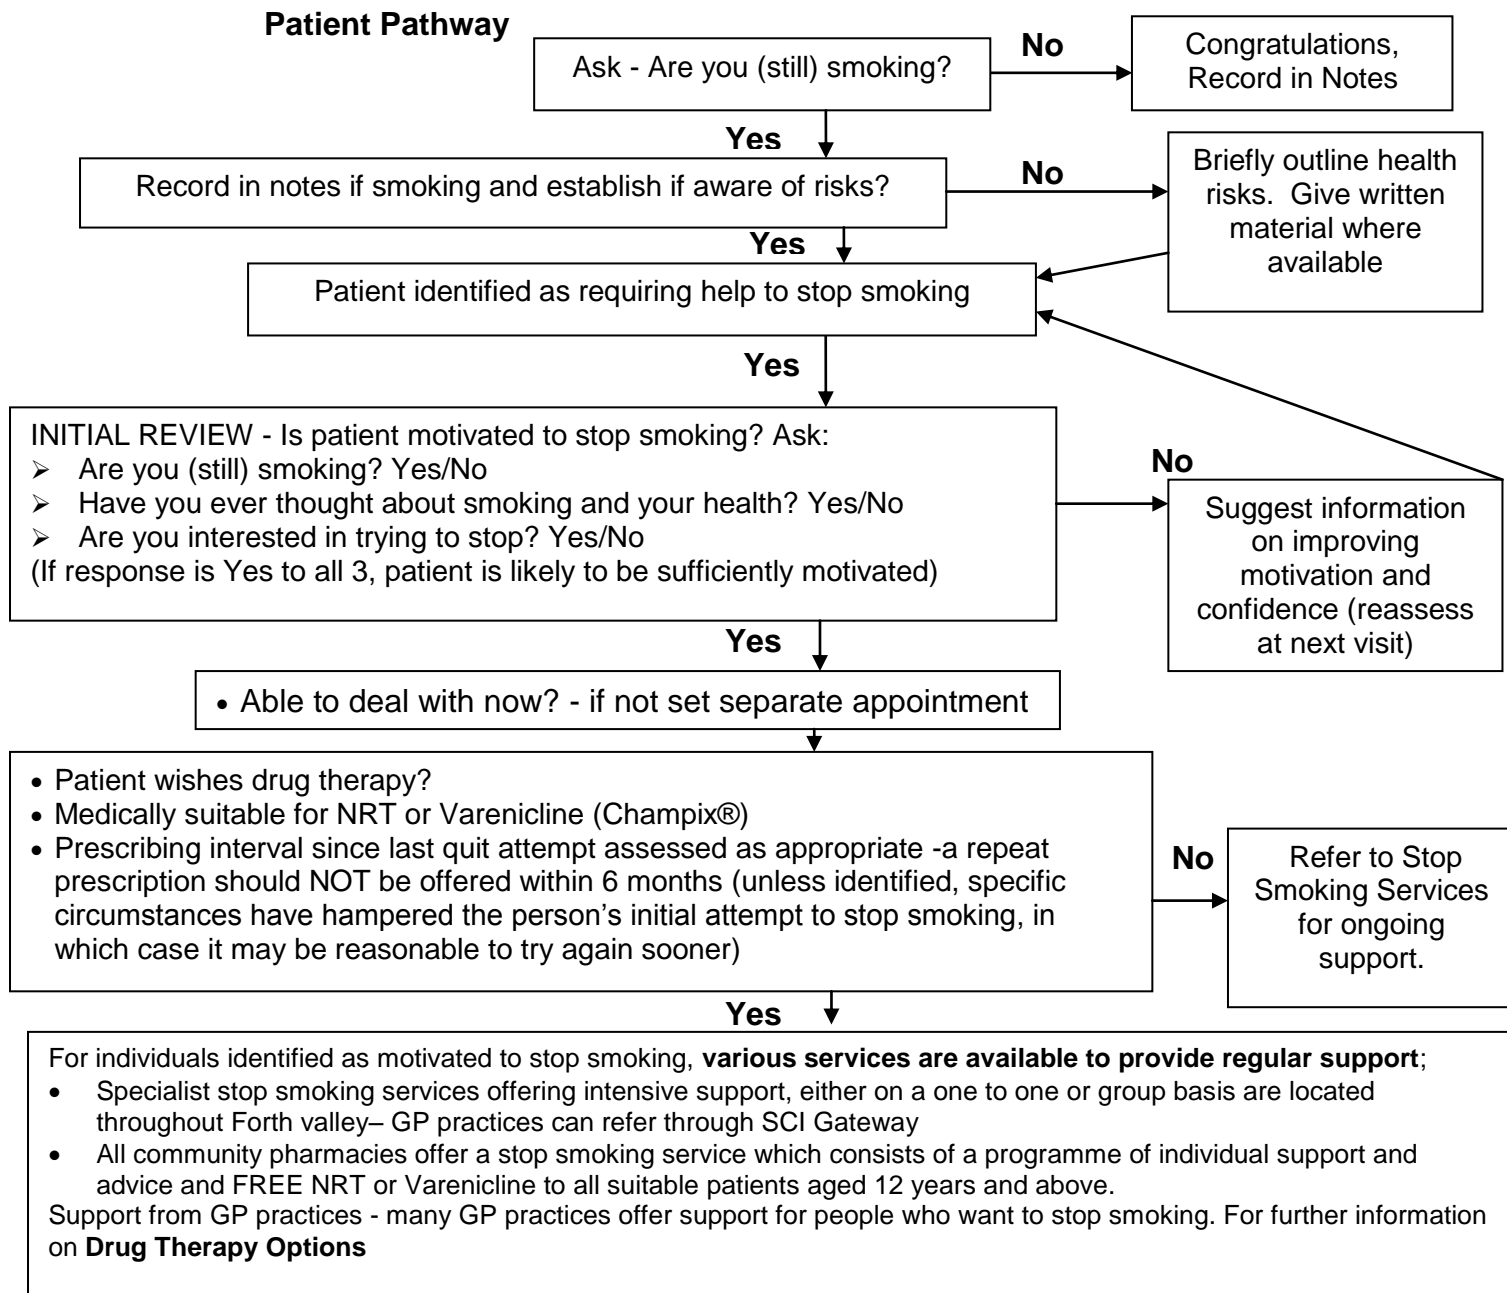 Patient Pathway
Ask - Are you (still) smoking?
No
Congratulations,
Record in Notes
Yes
Record in notes if smoking and establish if aware of risks?
No
Briefly outline health
risks.  Give written
material where
available
Yes
Patient identified as requiring help to stop smoking
Yes
INITIAL REVIEW - Is patient motivated to stop smoking? Ask:
➢ Are you (still) smoking? Yes/No
➢ Have you ever thought about smoking and your health? Yes/No
➢ Are you interested in trying to stop? Yes/No
(If response is Yes to all 3, patient is likely to be sufficiently motivated)
No
Suggest information
on improving
motivation and
confidence (reassess
at next visit)
Yes
• Able to deal with now? - if not set separate appointment
• Patient wishes drug therapy?
• Medically suitable for NRT or Varenicline (Champix®)
• Prescribing interval since last quit attempt assessed as appropriate -a repeat
prescription should NOT be offered within 6 months (unless identified, specific
circumstances have hampered the person’s initial attempt to stop smoking, in
which case it may be reasonable to try again sooner)
No
Refer to Stop
Smoking Services
for ongoing
support.
Yes
For individuals identified as motivated to stop smoking, various services are available to provide regular support;
• Specialist stop smoking services offering intensive support, either on a one to one or group basis are located
throughout Forth valley– GP practices can refer through SCI Gateway
• All community pharmacies offer a stop smoking service which consists of a programme of individual support and
advice and FREE NRT or Varenicline to all suitable patients aged 12 years and above.
Support from GP practices - many GP practices offer support for people who want to stop smoking. For further information
on Drug Therapy Options